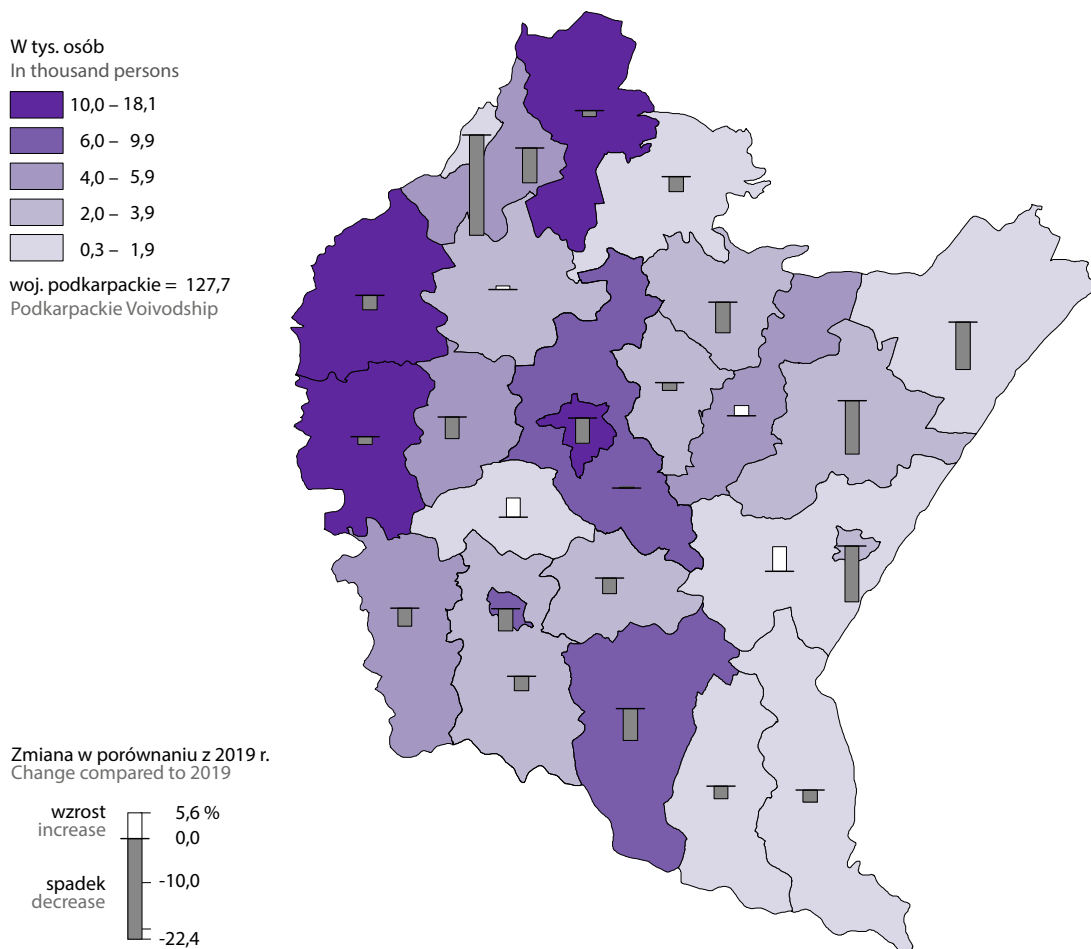 W tys. osób
In thousand persons
10,0 – 18,1
6,0 – 9,9
4,0 – 5,9
2,0 – 3,9
0,3 – 1,9
woj. podkarpackie = 127,7
Podkarpackie Voivodship
Zmiana w porównaniu z 2019 r.
Change compared to 2019
wzrost
increase
5,6 %
0,0
spadek
decrease
-10,0
-22,4